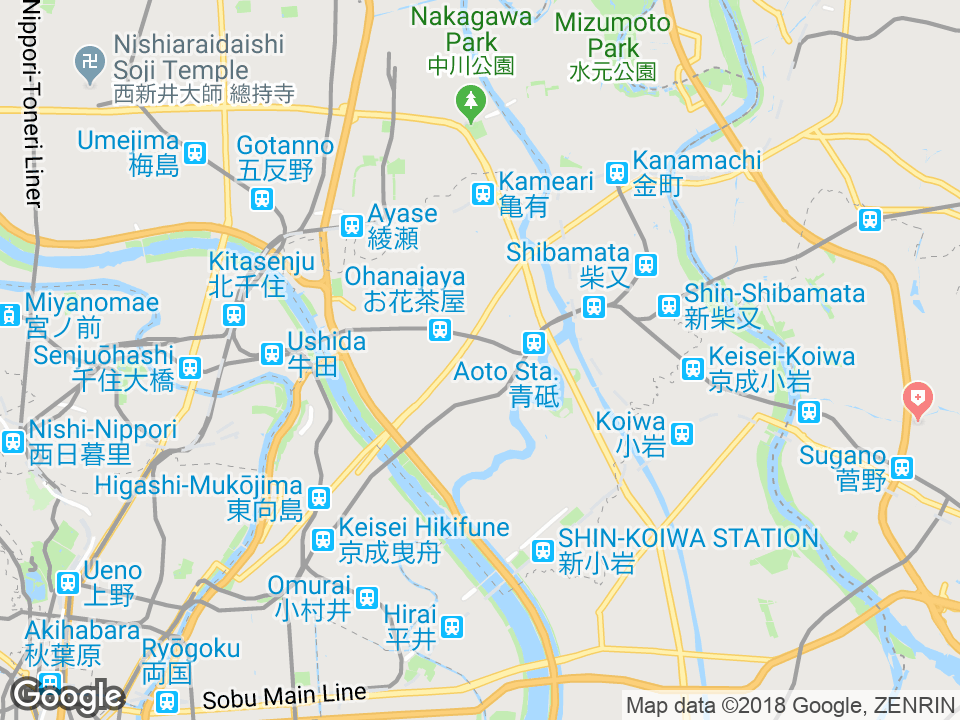 Nippori-Toneri Liner
Nishiaraidaishi
Soji Temple
西新井大師 總持寺
Nakagawa
Park
中川公園
Mizumoto
Park
水元公園
Umejima
梅島
Gotanno
五反野
Kameari
亀有
Kanamachi
金町
Ayase
綾瀬
Shibamata
柴又
Kitasenju
北千住
Ohanajaya
お花茶屋
Shin-Shibamata
新柴又
Miyanomae
宮ノ前
Ushida
牛田
Senjuōhashi
千住大橋
Aoto Sta.
青砥
Keisei-Koiwa
京成小岩
Nishi-Nippori
西日暮里
Koiwa
小岩
Sugano
菅野
Higashi-Mukōjima
東向島
Keisei Hikifune
京成曳舟
SHIN-KOIWA STATION
新小岩
Ueno
上野
Omurai
小村井
Hirai
平井
Akihabara
秋葉原
Ryōgoku
両国
Sobu Main Line
Google
Map data ©2018 Google, ZENRIN